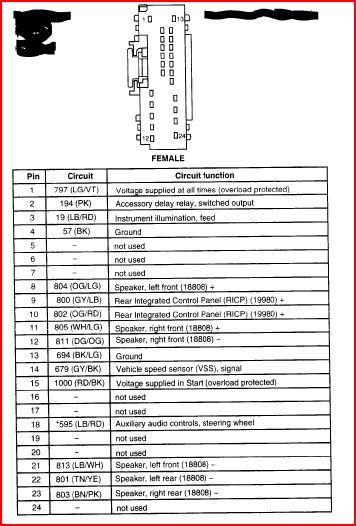 1 13
12 24
FEMALE
Pin Circuit Circuit function
1 797 (LG/VT) Voltage supplied at all times (overload protected)
2 194 (PK) Accessory delay relay, switched output
3 19 (LB/RD) Instrument illumination, feed
4 57 (BK) Ground
5 – not used
6 – not used
7 – not used
8 804 (OG/LG) Speaker, left front (18808) +
9 800 (GY/LB) Rear Integrated Control Panel (RICP) (19980) +
10 802 (OG/RD) Rear Integrated Control Panel (RICP) (19980) +
11 805 (WH/LG) Speaker, right front (18808) +
12 811 (DG/OG) Speaker, right front (18808) –
13 694 (BK/LG) Ground
14 679 (GY/BK) Vehicle speed sensor (VSS), signal
15 1000 (RD/BK) Voltage supplied in Start (overload protected)
16 – not used
17 – not used
18 *595 (LB/RD) Auxiliary audio controls, steering wheel
19 – not used
20 – not used
21 813 (LB/WH) Speaker, left front (18808) –
22 801 (TN/YE) Speaker, left rear (18808) –
23 803 (BN/PK) Speaker, right rear (18808) –
24 – not used